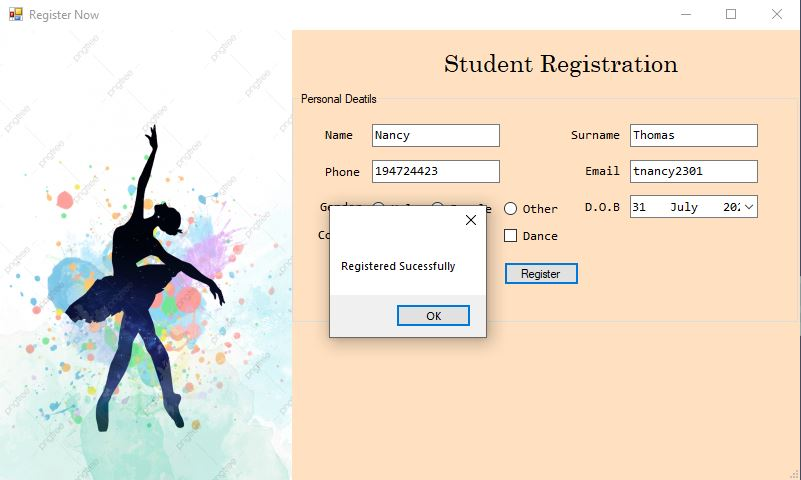 Register Now
Student Registration
Personal Deatils
Name Nancy Surname Thomas
Phone 194724423 Email tnancy2301
Other D.O.B 31 July
Dance
Registered Sucessfully
Register
OK
pngtree